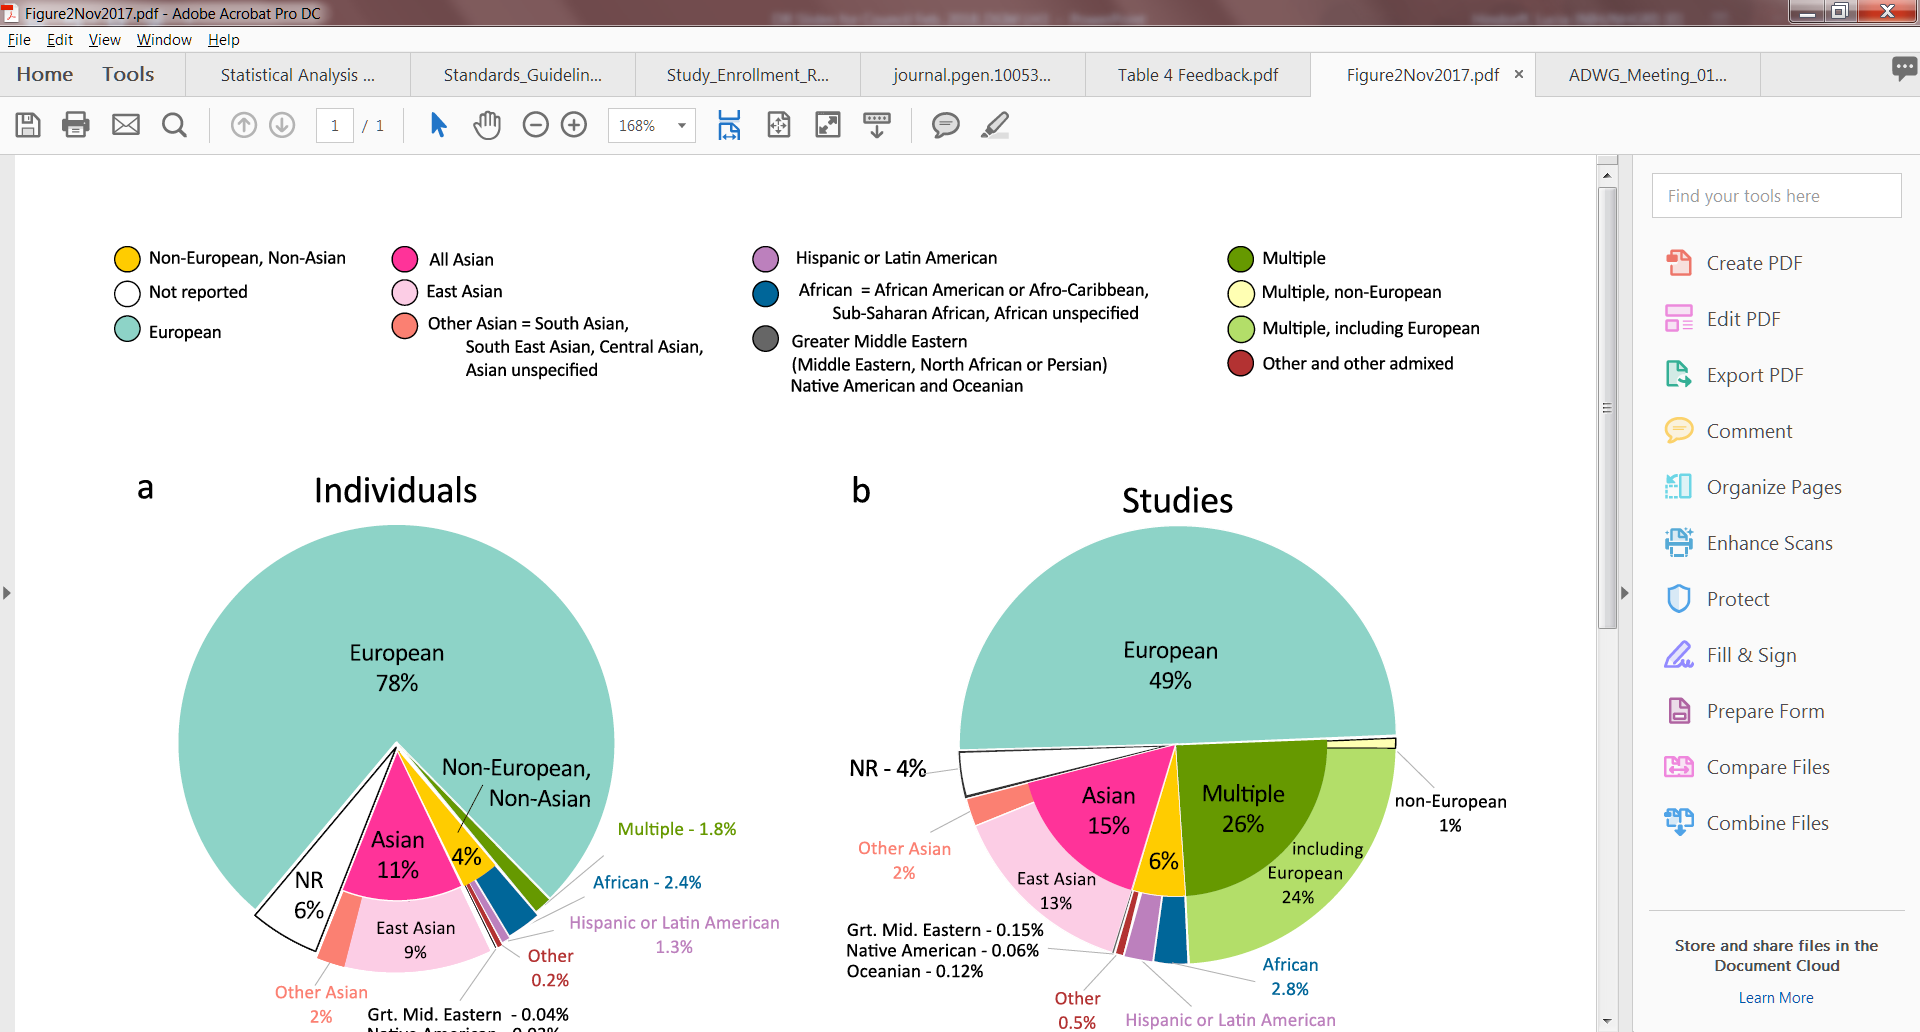 Figure2Nov2017.pdf - Adobe Acrobat Pro DC
File Edit View Window Help
Home Tools Statistical Analysis ... Standards_Guidelin... Study_Enrollment_R... journal.pgen.10053... Table 4 Feedback.pdf Figure2Nov2017.pdf × ADWG_Meeting_01...
1 / 1 168%
Find your tools here
Create PDF
Edit PDF
Export PDF
Comment
Organize Pages
Enhance Scans
Protect
Fill & Sign
Prepare Form
Compare Files
Combine Files
Store and share files in the
Document Cloud
Learn More
Non-European, Non-Asian
Not reported
European
All Asian
East Asian
Other Asian = South Asian,
South East Asian, Central Asian,
Asian unspecified
Hispanic or Latin American
African = African American or Afro-Caribbean,
Sub-Saharan African, African unspecified
Greater Middle Eastern
(Middle Eastern, North African or Persian)
Native American and Oceanian
Multiple
Multiple, non-European
Multiple, including European
Other and other admixed
a Individuals
European
78%
Non-European,
Non-Asian
4%
Asian
11%
NR
6%
Multiple - 1.8%
African - 2.4%
Hispanic or Latin American
1.3%
East Asian
9%
Other
0.2%
Other Asian
2%
Grt. Mid. Eastern - 0.04%
b Studies
European
49%
NR - 4%
Asian
15%
Multiple
26%
6%
non-European
1%
Other Asian
2%
including
European
24%
East Asian
13%
Grt. Mid. Eastern - 0.15%
Native American - 0.06%
Oceanian - 0.12%
African
2.8%
Other
0.5%
Hispanic or Latin American